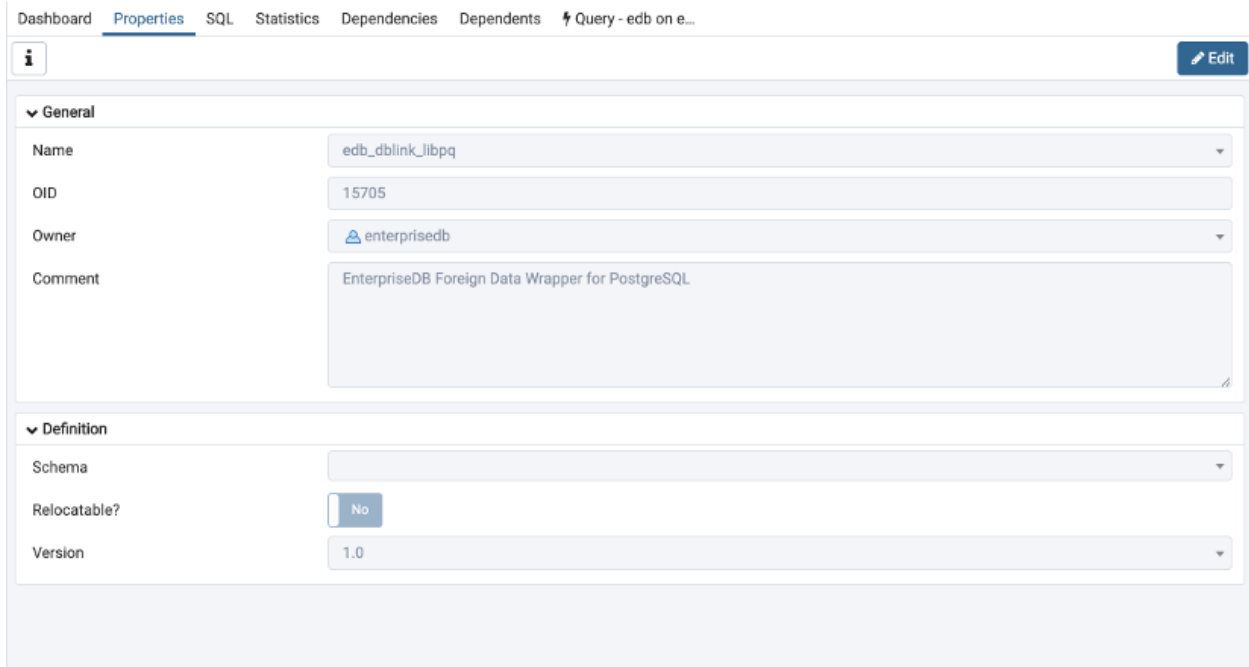 Dashboard Properties SQL Statistics Dependencies Dependents Query - edb on e...
i Edit
General
Name edb_dblink_libpq
OID 15705
Owner enterprisedb
Comment EnterpriseDB Foreign Data Wrapper for PostgreSQL
Definition
Schema
Relocatable? No
Version 1.0